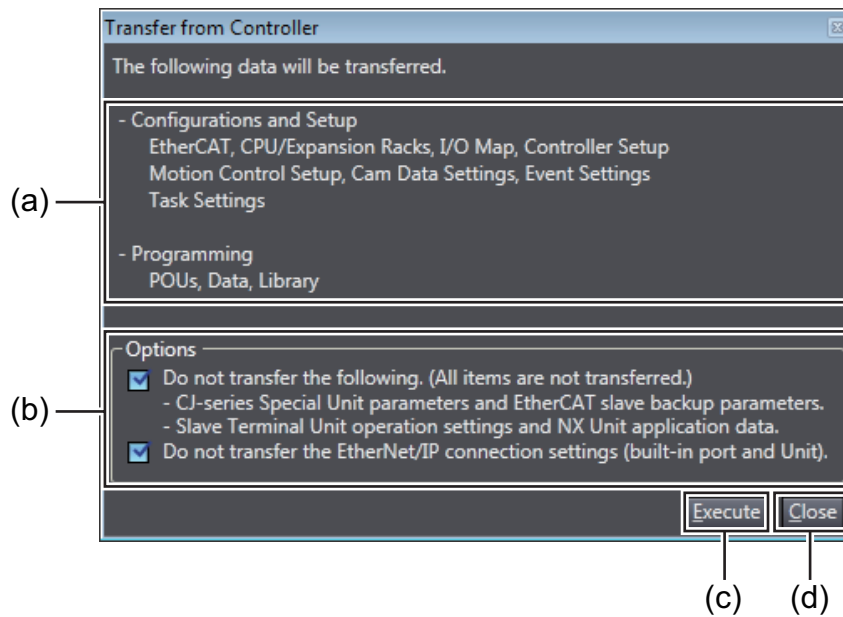 Transfer from Controller
The following data will be transferred.
- Configurations and Setup
EtherCAT, CPU/Expansion Racks, I/O Map, Controller Setup
Motion Control Setup, Cam Data Settings, Event Settings
Task Settings
(a)
- Programming
POUs, Data, Library
Options
Do not transfer the following. (All items are not transferred.)
- CJ-series Special Unit parameters and EtherCAT slave backup parameters.
(b)
- Slave Terminal Unit operation settings and NX Unit application data.
Do not transfer the EtherNet/IP connection settings (built-in port and Unit).
Execute Close
(c) (d)